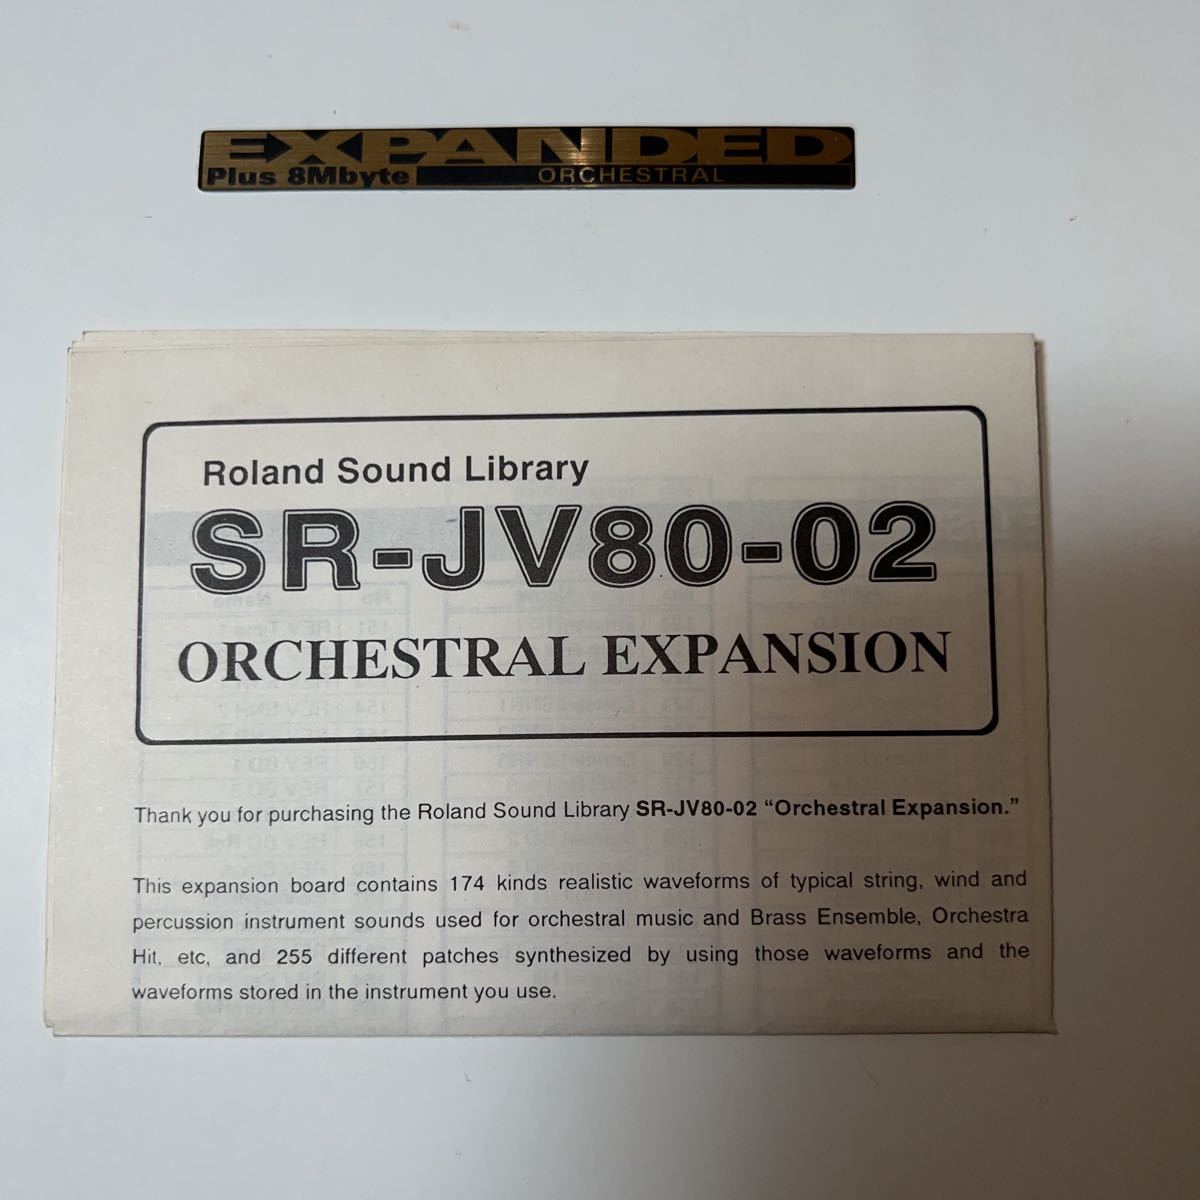 EXPANDED
Plus 8Mbyte ORCHESTRAL
Roland Sound Library
SR-JV80-02
ORCHESTRAL EXPANSION
Thank you for purchasing the Roland Sound Library SR-JV80-02 “Orchestral Expansion.”
This expansion board contains 174 kinds realistic waveforms of typical string, wind and
percussion instrument sounds used for orchestral music and Brass Ensemble, Orchestra
Hit, etc, and 255 different patches synthesized by using those waveforms and the
waveforms stored in the instrument you use.